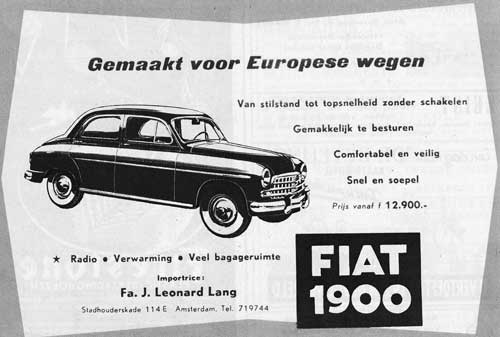 Gemaakt voor Europese wegen
Van stilstand tot topsnelheid zonder schakelen
Gemakkelijk te besturen
Comfortabel en veilig
Snel en soepel
Prijs vanaf f 12.900.-
★ Radio • Verwarming • Veel bagageruimte
Importrice:
Fa. J. Leonard Lang
Stadhouderskade 114 E Amsterdam, Tel. 719744
FIAT
1900